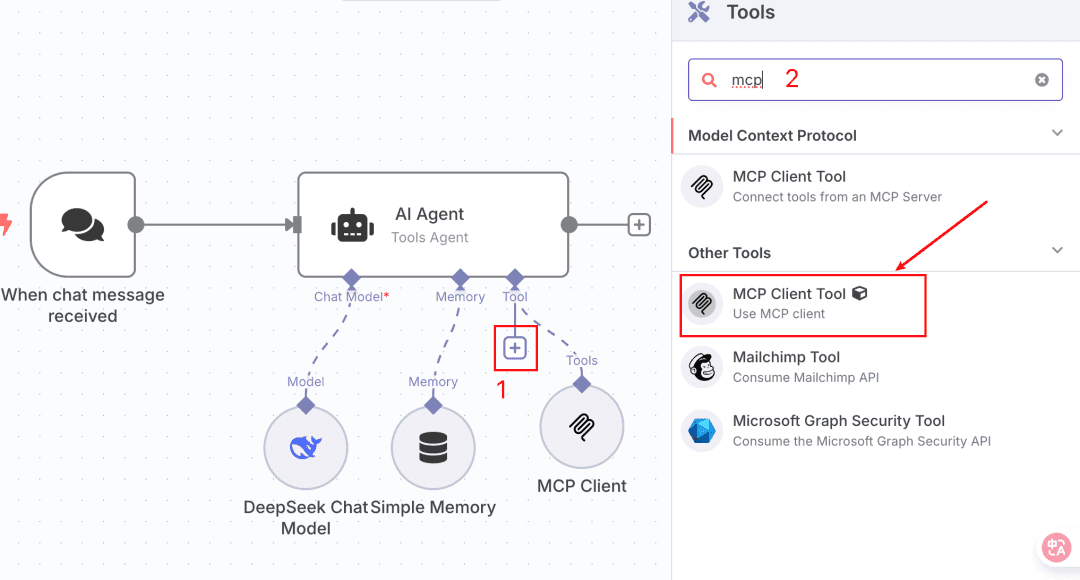 Tools
mcp
2
Model Context Protocol
MCP Client Tool
Connect tools from an MCP Server
Other Tools
MCP Client Tool
Use MCP client
Mailchimp Tool
Consume Mailchimp API
Microsoft Graph Security Tool
Consume the Microsoft Graph Security API
When chat message
received
AI Agent
Tools Agent
Chat Model*
Memory
Tool
1
Tools
Model
Memory
DeepSeek Chat
Model
Simple Memory
MCP Client
中
A